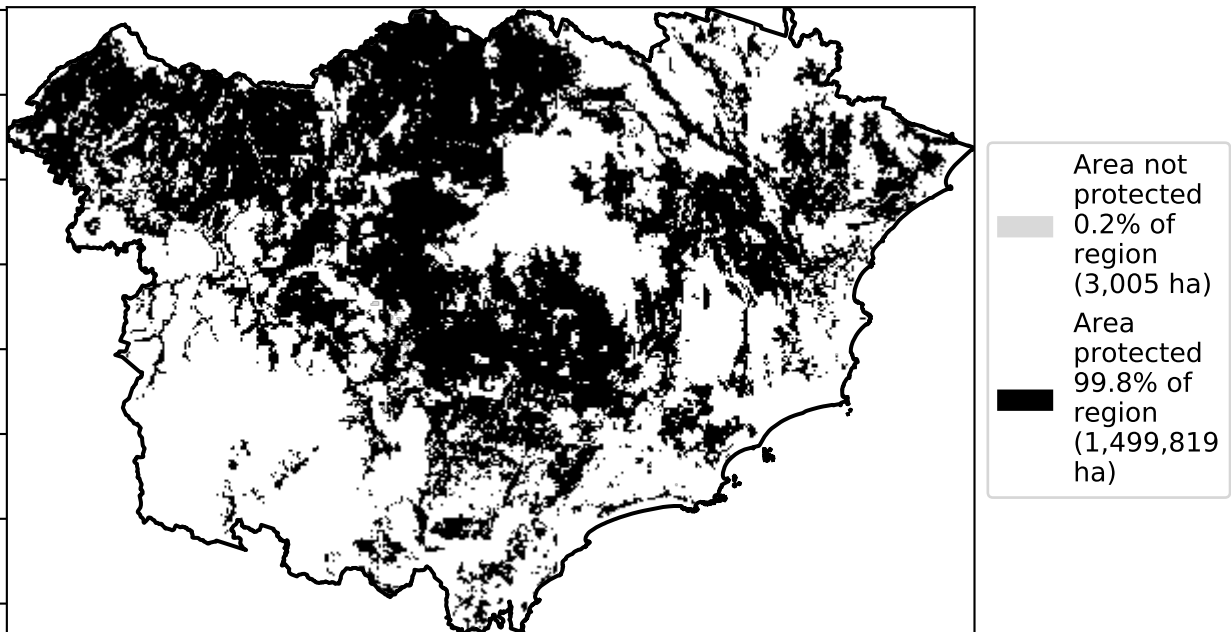 Area not
protected
0.2% of
region
(3,005 ha)
Area
protected
99.8% of
region
(1,499,819
ha)